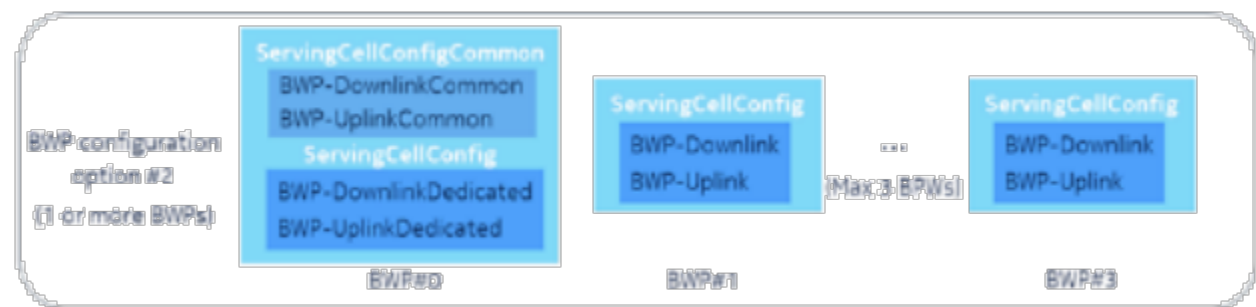 BWP configuration
option #2
(1 or more BWPs)
ServingCellConfigCommon
BWP-DownlinkCommon
BWP-UplinkCommon
ServingCellConfig
BWP-DownlinkDedicated
BWP-UplinkDedicated
BWP#0
ServingCellConfig
BWP-Downlink
BWP-Uplink
BWP#1
...
(Max 3 BPWs)
ServingCellConfig
BWP-Downlink
BWP-Uplink
BWP#3